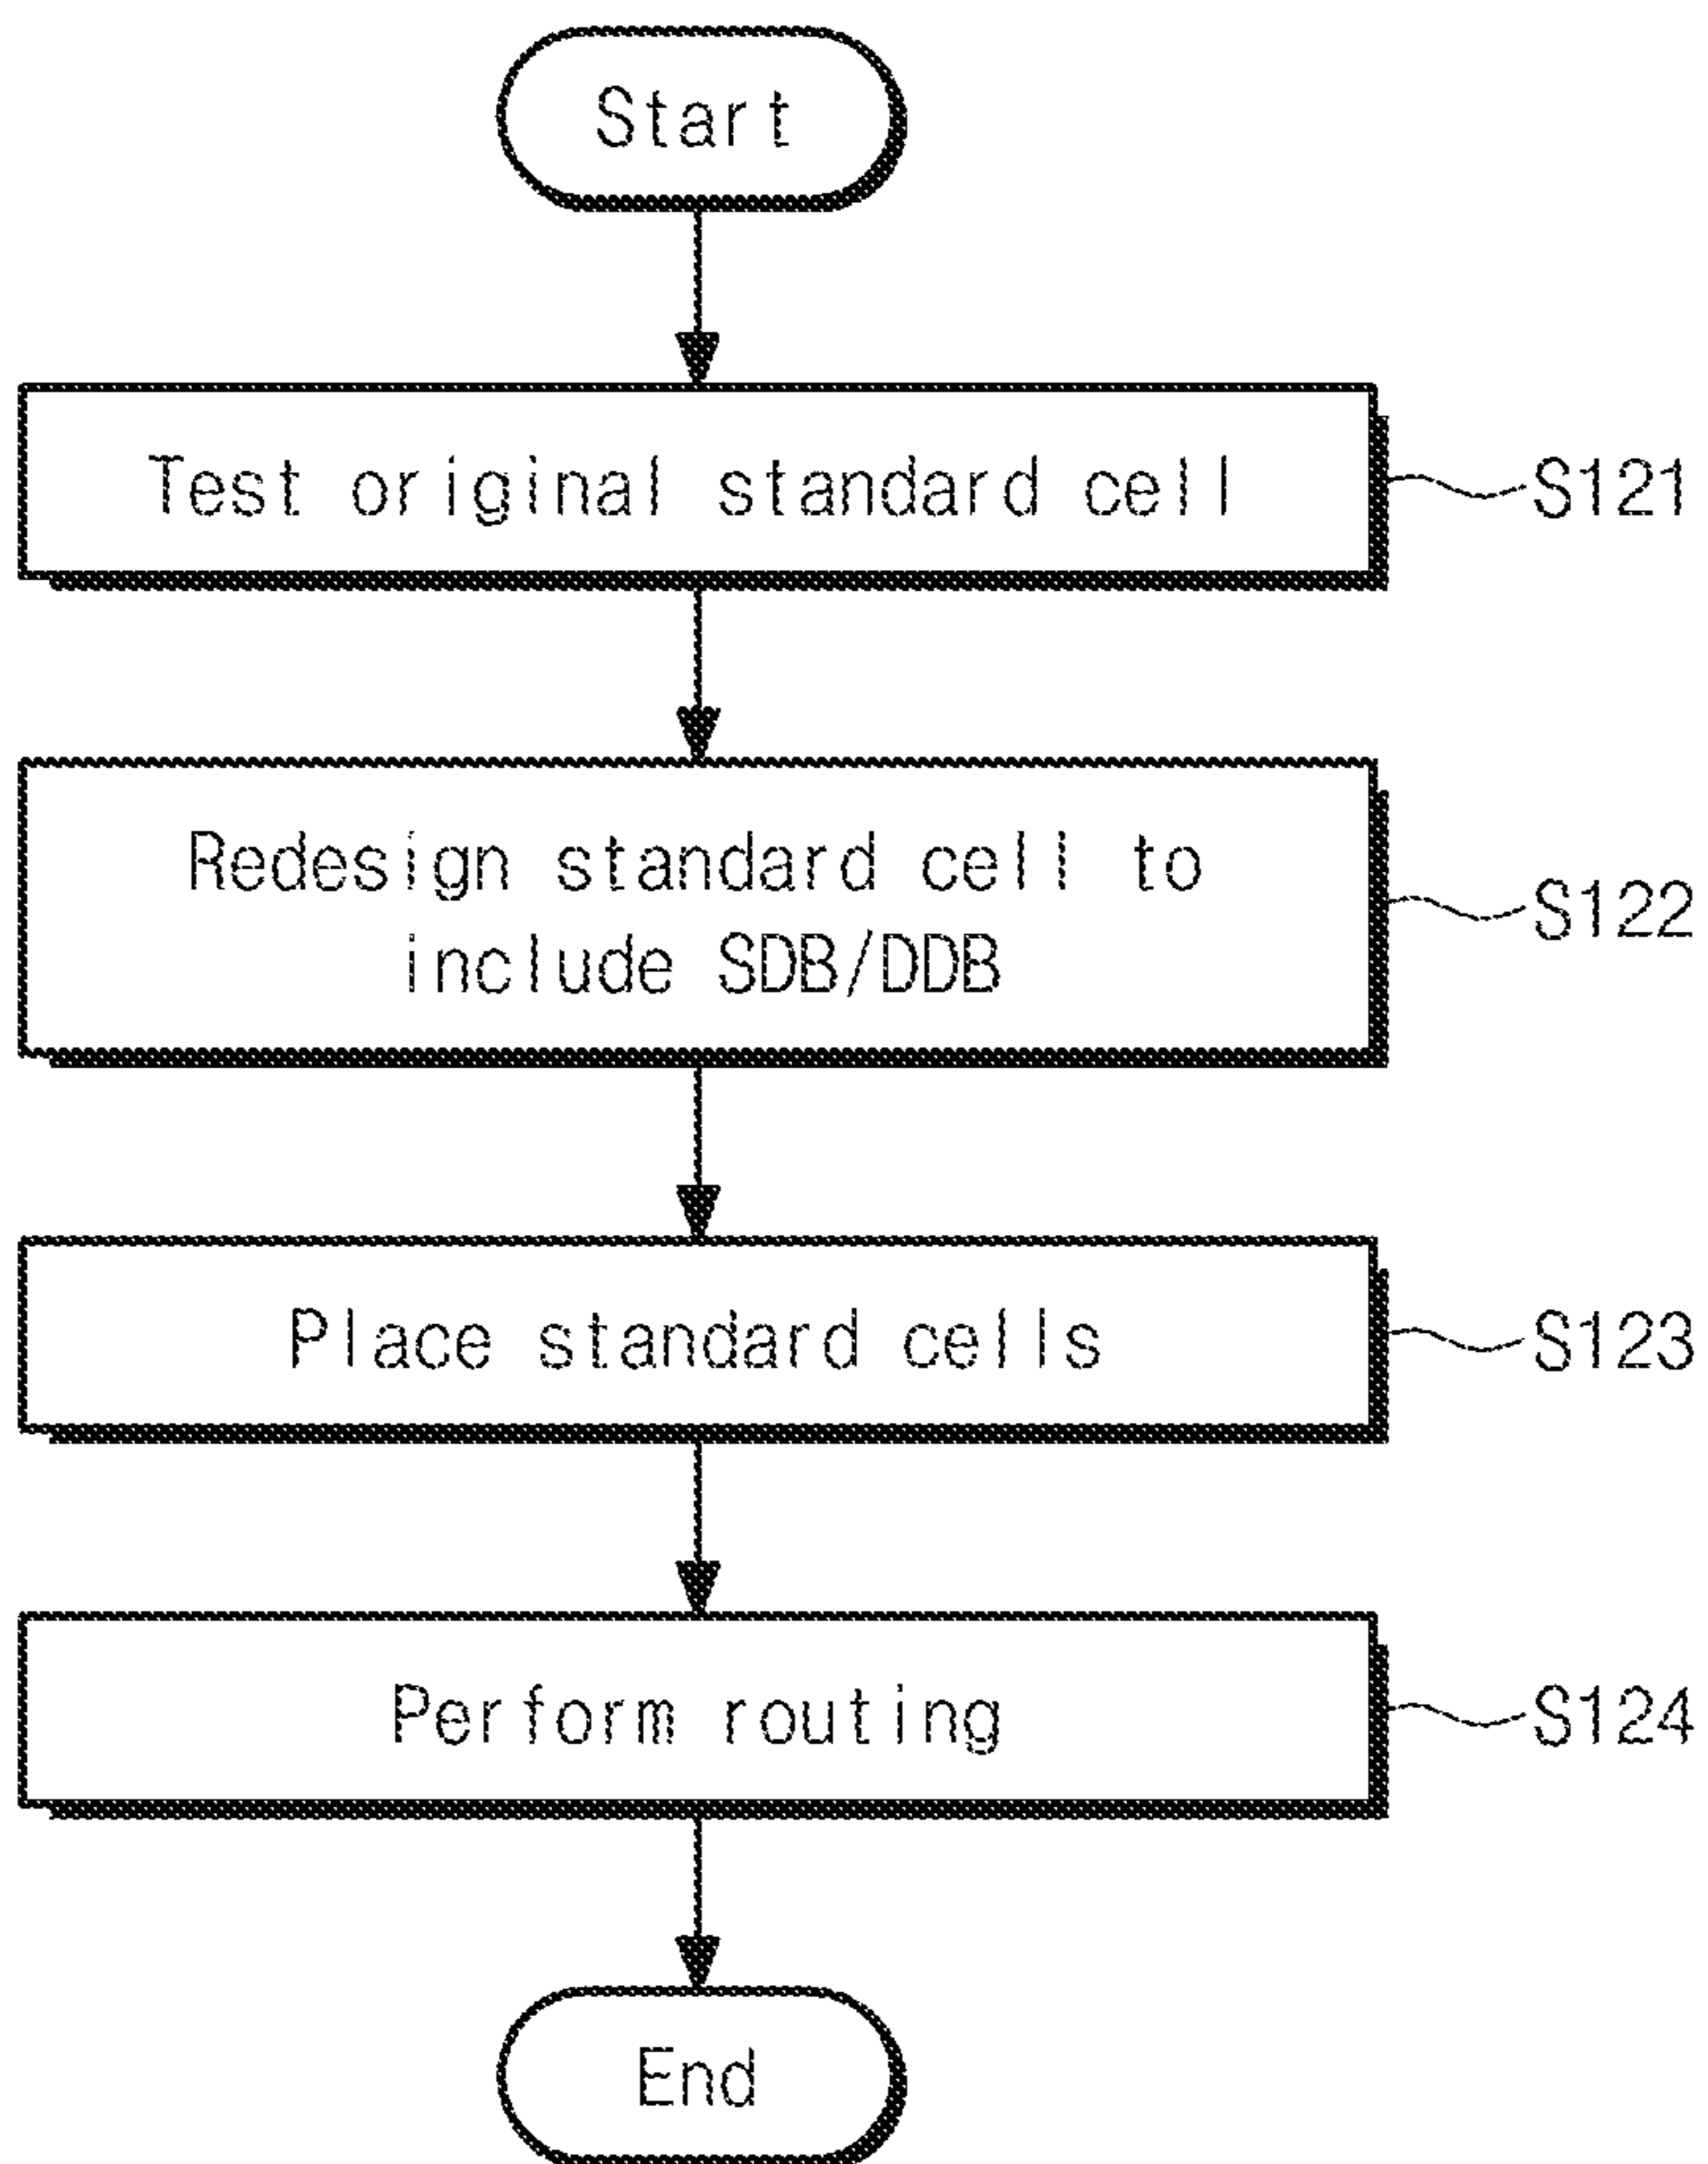 Start
Test original standard cell
S121
Redesign standard cell to
include SDB/DDB
S122
Place standard cells
S123
Perform routing
S124
End